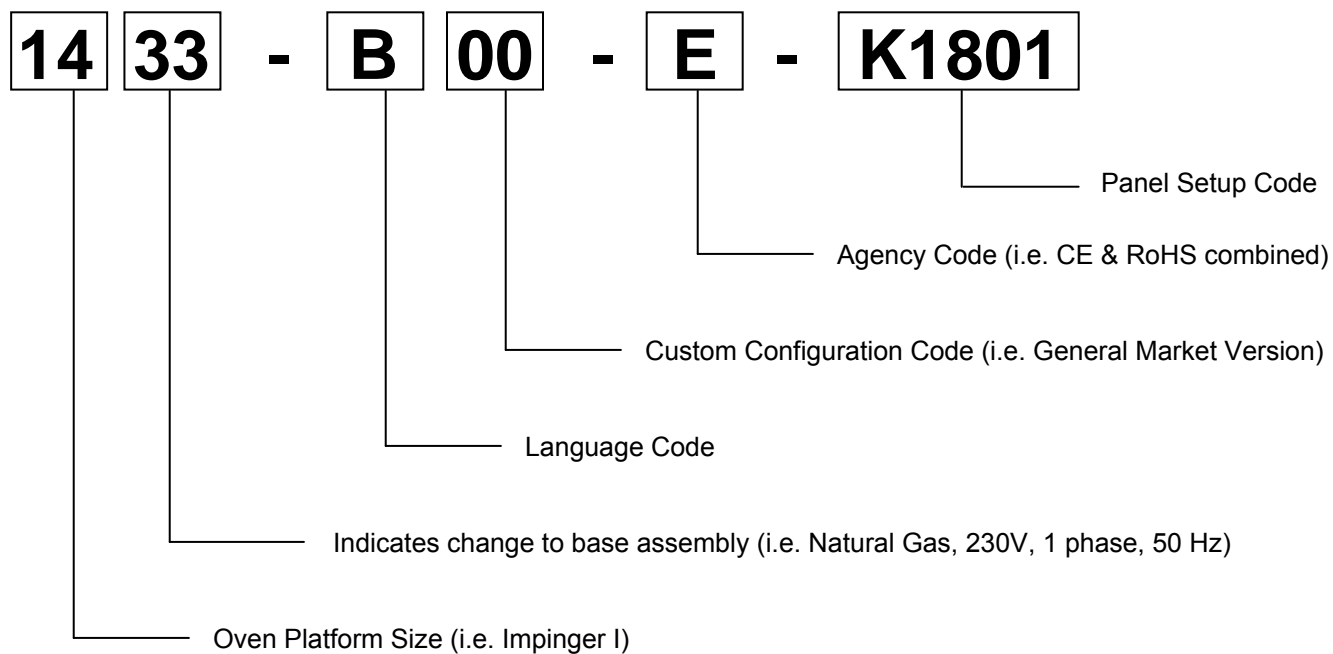 14 33 - B 00 - E - K1801
Panel Setup Code
Agency Code (i.e. CE & RoHS combined)
Custom Configuration Code (i.e. General Market Version)
Language Code
Indicates change to base assembly (i.e. Natural Gas, 230V, 1 phase, 50 Hz)
Oven Platform Size (i.e. Impinger I)